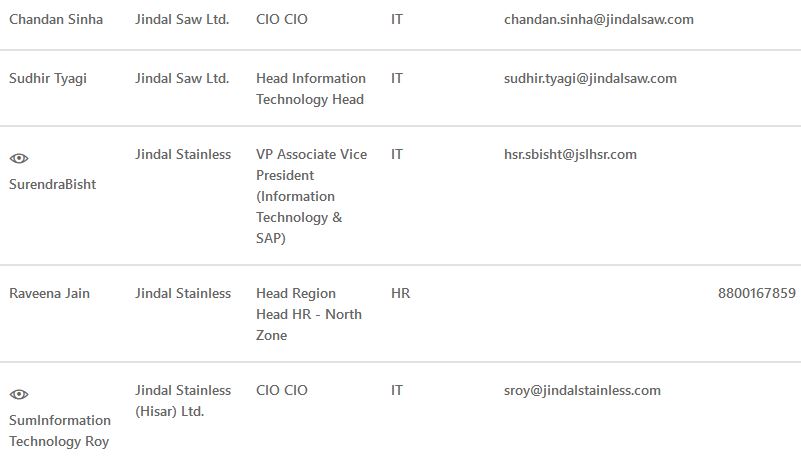 Chandan Sinha Jindal Saw Ltd. CIO CIO IT chandan.sinha@jindalsaw.com
Sudhir Tyagi Jindal Saw Ltd. Head Information IT sudhir.tyagi@jindalsaw.com
Technology Head
Jindal Stainless VP Associate Vice IT hsr.sbisht@jslhsr.com
President
SurendraBisht
(Information
Technology &
SAP)
Raveena Jain Jindal Stainless Head Region HR 8800167859
Head HR - North
Zone
Jindal Stainless CIO CIO IT sroy@jindalstainless.com
(Hisar) Ltd.
SumInformation
Technology Roy